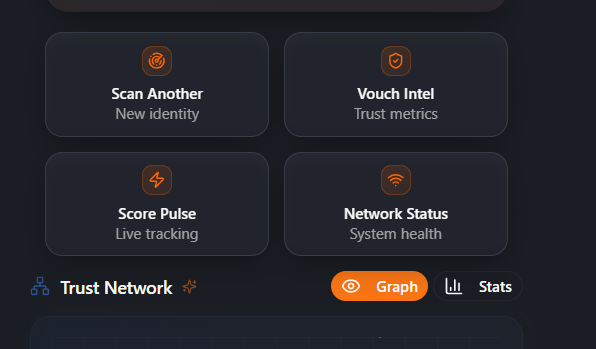 Scan Another
New identity
Vouch Intel
Trust metrics
Score Pulse
Live tracking
Network Status
System health
Trust Network
Graph
Stats